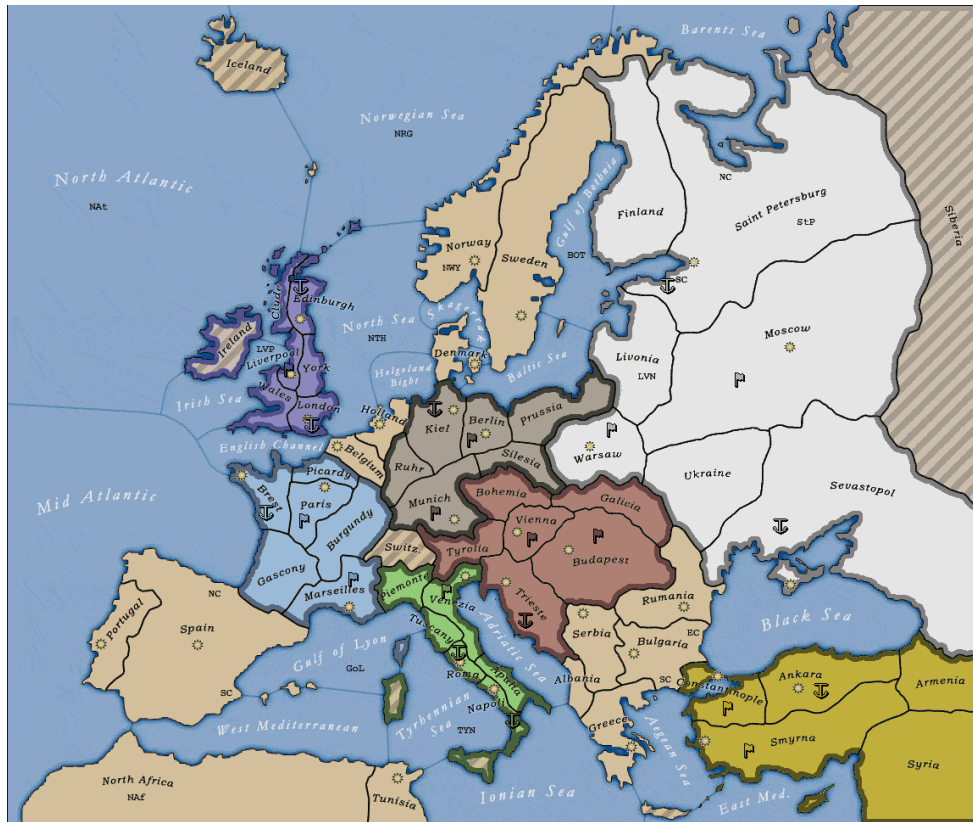 Barents Sea
Iceland
Norwegian Sea
NRG
North Atlantic
NAt
NC
Saint Petersburg
StP
Siberia
Finland
Gulf of Bothnia
BOT
Norway
NWY
Sweden
SC
Clyde
Edinburgh
North Sea
NTH
Skagerrak
Moscow
Ireland
LVP
Liverpool
York
Denmark
Baltic Sea
Livonia
LVN
Helgoland
Bight
Irish Sea
Wales
London
Holland
Kiel
Berlin
Prussia
English Channel
Belgium
Ruhr
Silesia
Warsaw
Ukraine
Sevastopol
Mid Atlantic
Brest
Picardy
Paris
Burgundy
Munich
Bohemia
Galicia
Vienna
Switz.
Tyrolia
Budapest
Gascony
Marseilles
Piemonte
Venezia
Trieste
NC
Portugal
Spain
SC
Rumania
Serbia
Bulgaria
EC
SC
Black Sea
Gulf of Lyon
GoL
Tuscany
Adriatic Sea
Roma
Apulia
Napoli
Albania
Constantinople
Ankara
Armenia
West Mediterranean
Tyrhennian
Sea
TYN
Greece
Aegean Sea
Smyrna
Syria
North Africa
NAf
Tunisia
Ionian Sea
East Med.